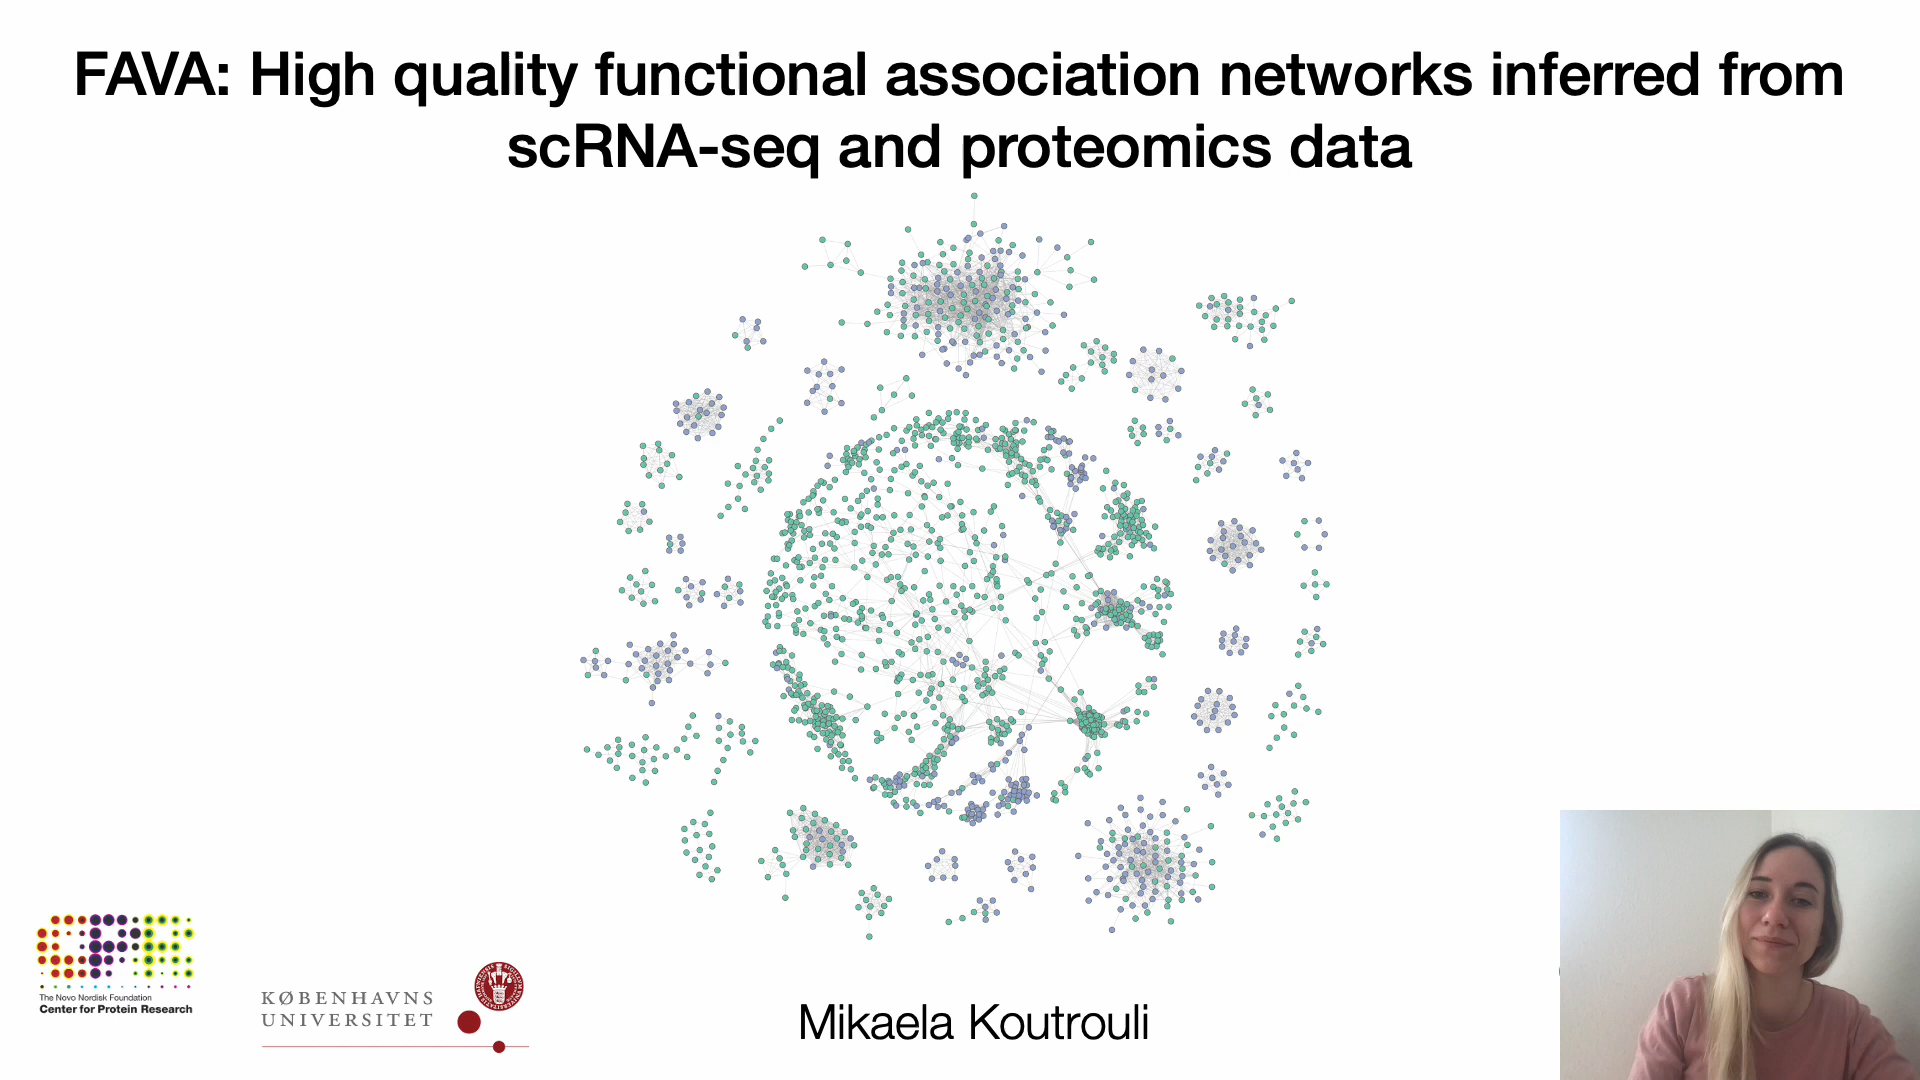 FAVA: High quality functional association networks inferred from
scRNA-seq and proteomics data
CPR
The Novo Nordisk Foundation
Center for Protein Research
KØBENHAVNS
UNIVERSITET
Mikaela Koutrouli